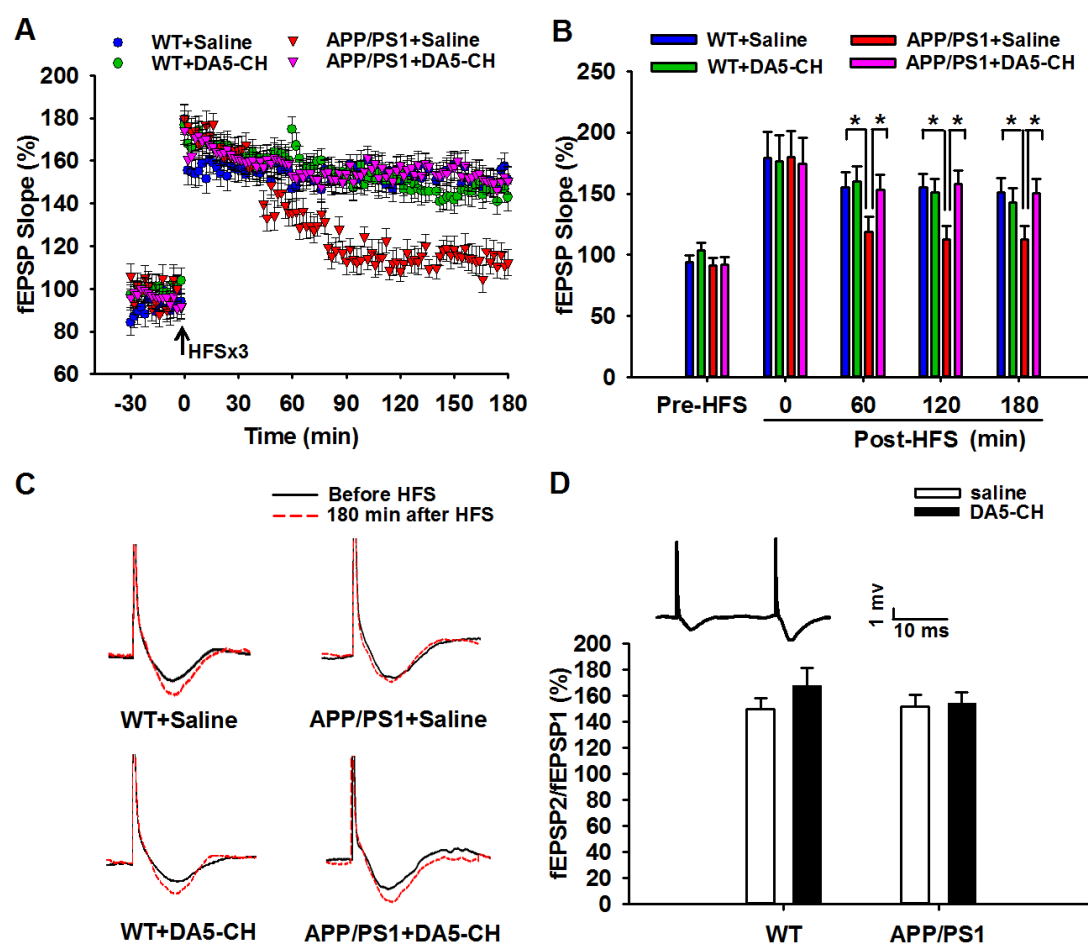 A
WT+Saline
APP/PS1+Saline
WT+DA5-CH
APP/PS1+DA5-CH
fEPSP Slope (%)
200
180
160
140
120
100
80
60
HFSx3
-30 0 30 60 90 120 150 180
Time (min)
B
WT+Saline
APP/PS1+Saline
WT+DA5-CH
APP/PS1+DA5-CH
fEPSP Slope (%)
250
200
150
100
50
0
* * * * * *
Pre-HFS 0 60 120 180
Post-HFS (min)
C
Before HFS
180 min after HFS
WT+Saline
APP/PS1+Saline
WT+DA5-CH
APP/PS1+DA5-CH
D
saline
DA5-CH
1 mv
10 ms
fEPSP2/fEPSP1 (%)
200
180
160
140
120
100
80
60
40
20
0
WT APP/PS1